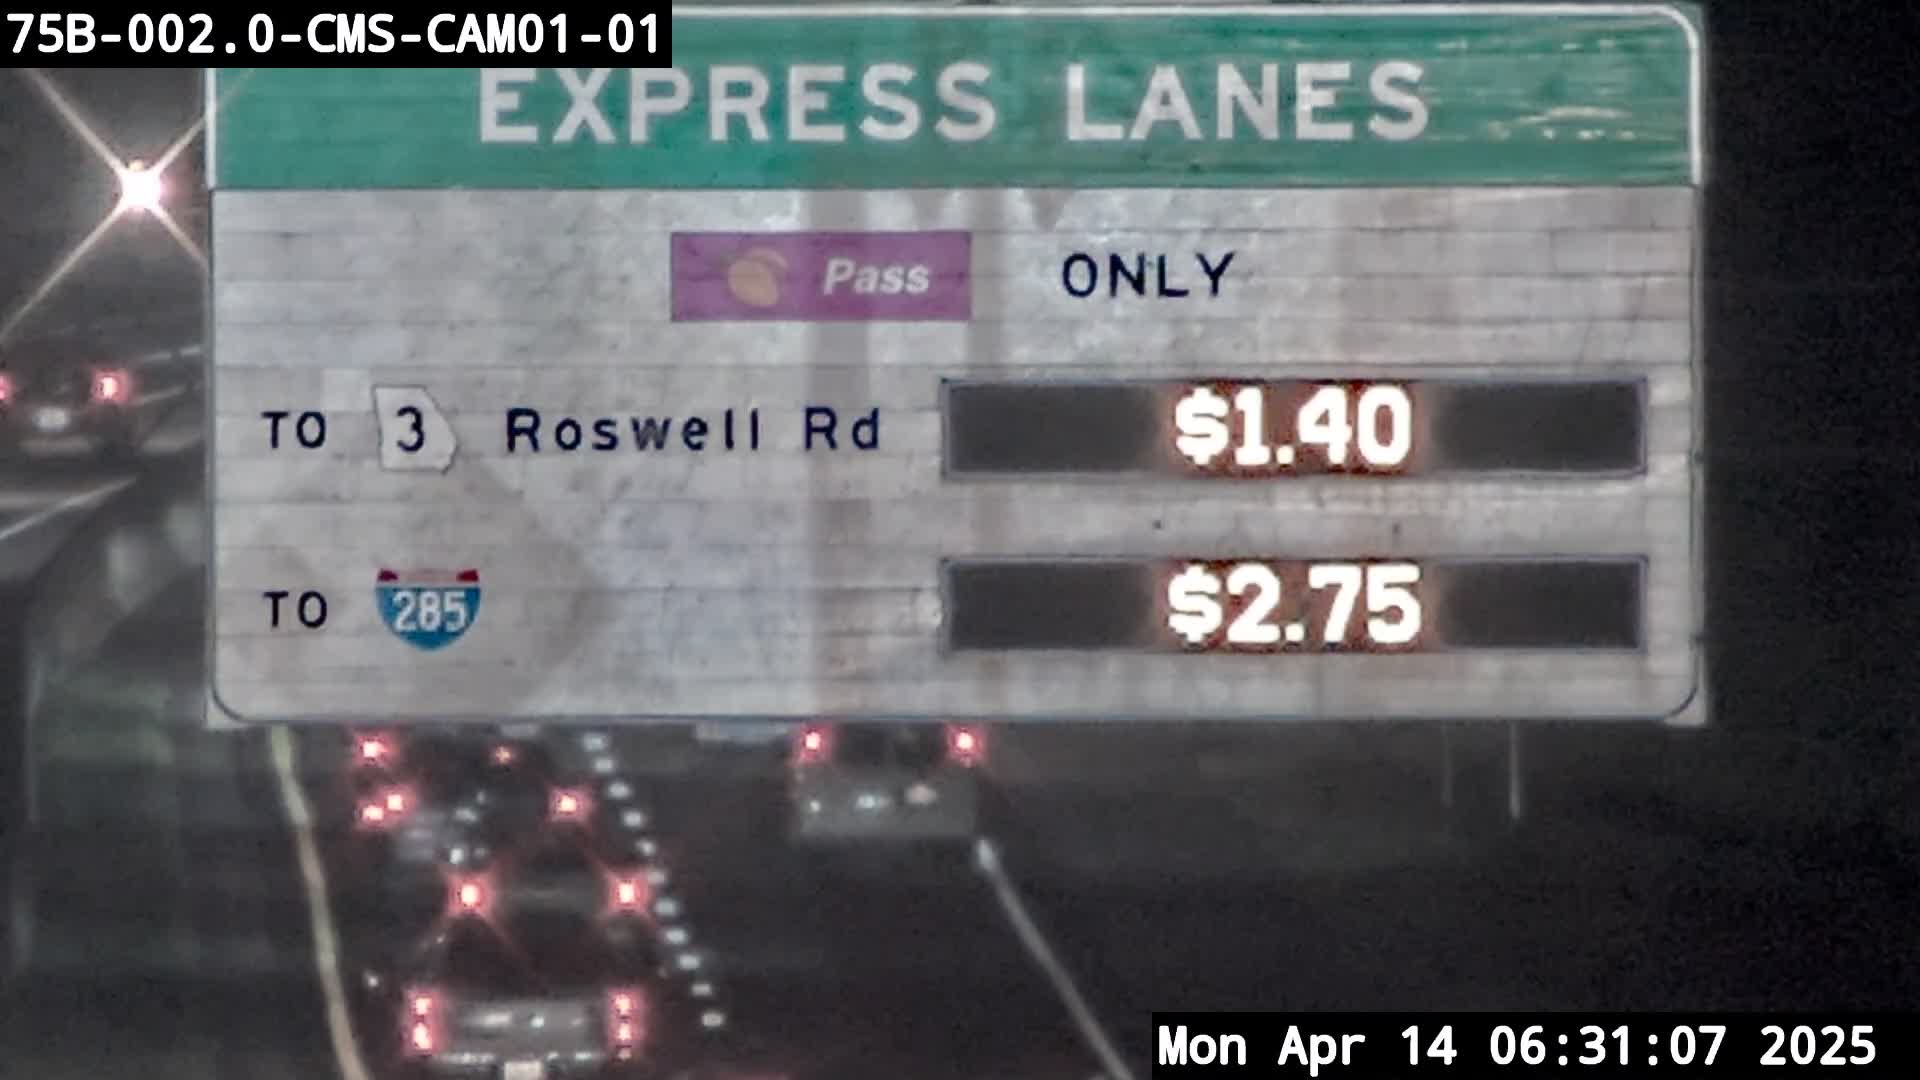 75B-002.0-CMS-CAM01-01
EXPRESS LANES
Pass ONLY
TO 3 Roswell Rd $1.40
TO 285 $2.75
Mon Apr 14 06:31:07 2025